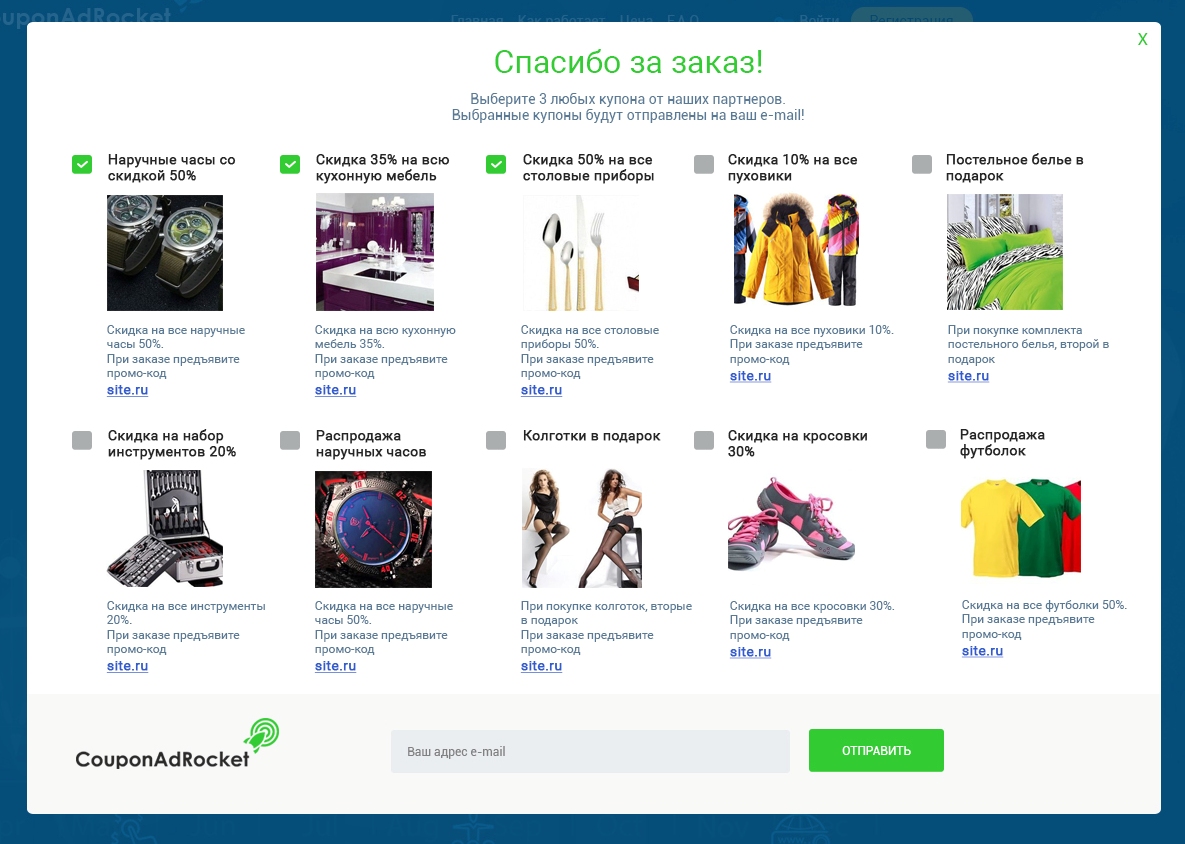 CouponAdRocket
Главная Как работает Цена F.A.Q Войти Регистрация
X
Спасибо за заказ!
Выберите 3 любых купона от наших партнеров.
Выбранные купоны будут отправлены на ваш e-mail!
Наручные часы со
скидкой 50%
Скидка на все наручные
часы 50%.
При заказе предъявите
промо-код
site.ru
Скидка 35% на всю
кухонную мебель
Скидка на всю кухонную
мебель 35%.
При заказе предъявите
промо-код
site.ru
Скидка 50% на все
столовые приборы
Скидка на все столовые
приборы 50%.
При заказе предъявите
промо-код
site.ru
Скидка 10% на все
пуховики
Скидка на все пуховики 10%.
При заказе предъявите
промо-код
site.ru
Постельное белье в
подарок
При покупке комплекта
постельного белья, второй в
подарок
site.ru
Скидка на набор
инструментов 20%
Скидка на все инструменты
20%.
При заказе предъявите
промо-код
site.ru
Распродажа
наручных часов
Скидка на все наручные
часы 50%.
При заказе предъявите
промо-код
site.ru
Колготки в подарок
При покупке колготок, вторые
в подарок
При заказе предъявите
промо-код
site.ru
Скидка на кросовки
30%
Скидка на все кросовки 30%.
При заказе предъявите
промо-код
site.ru
Распродажа
футболок
Скидка на все футболки 50%.
При заказе предъявите
промо-код
site.ru
CouponAdRocket
Ваш адрес e-mail
ОТПРАВИТЬ